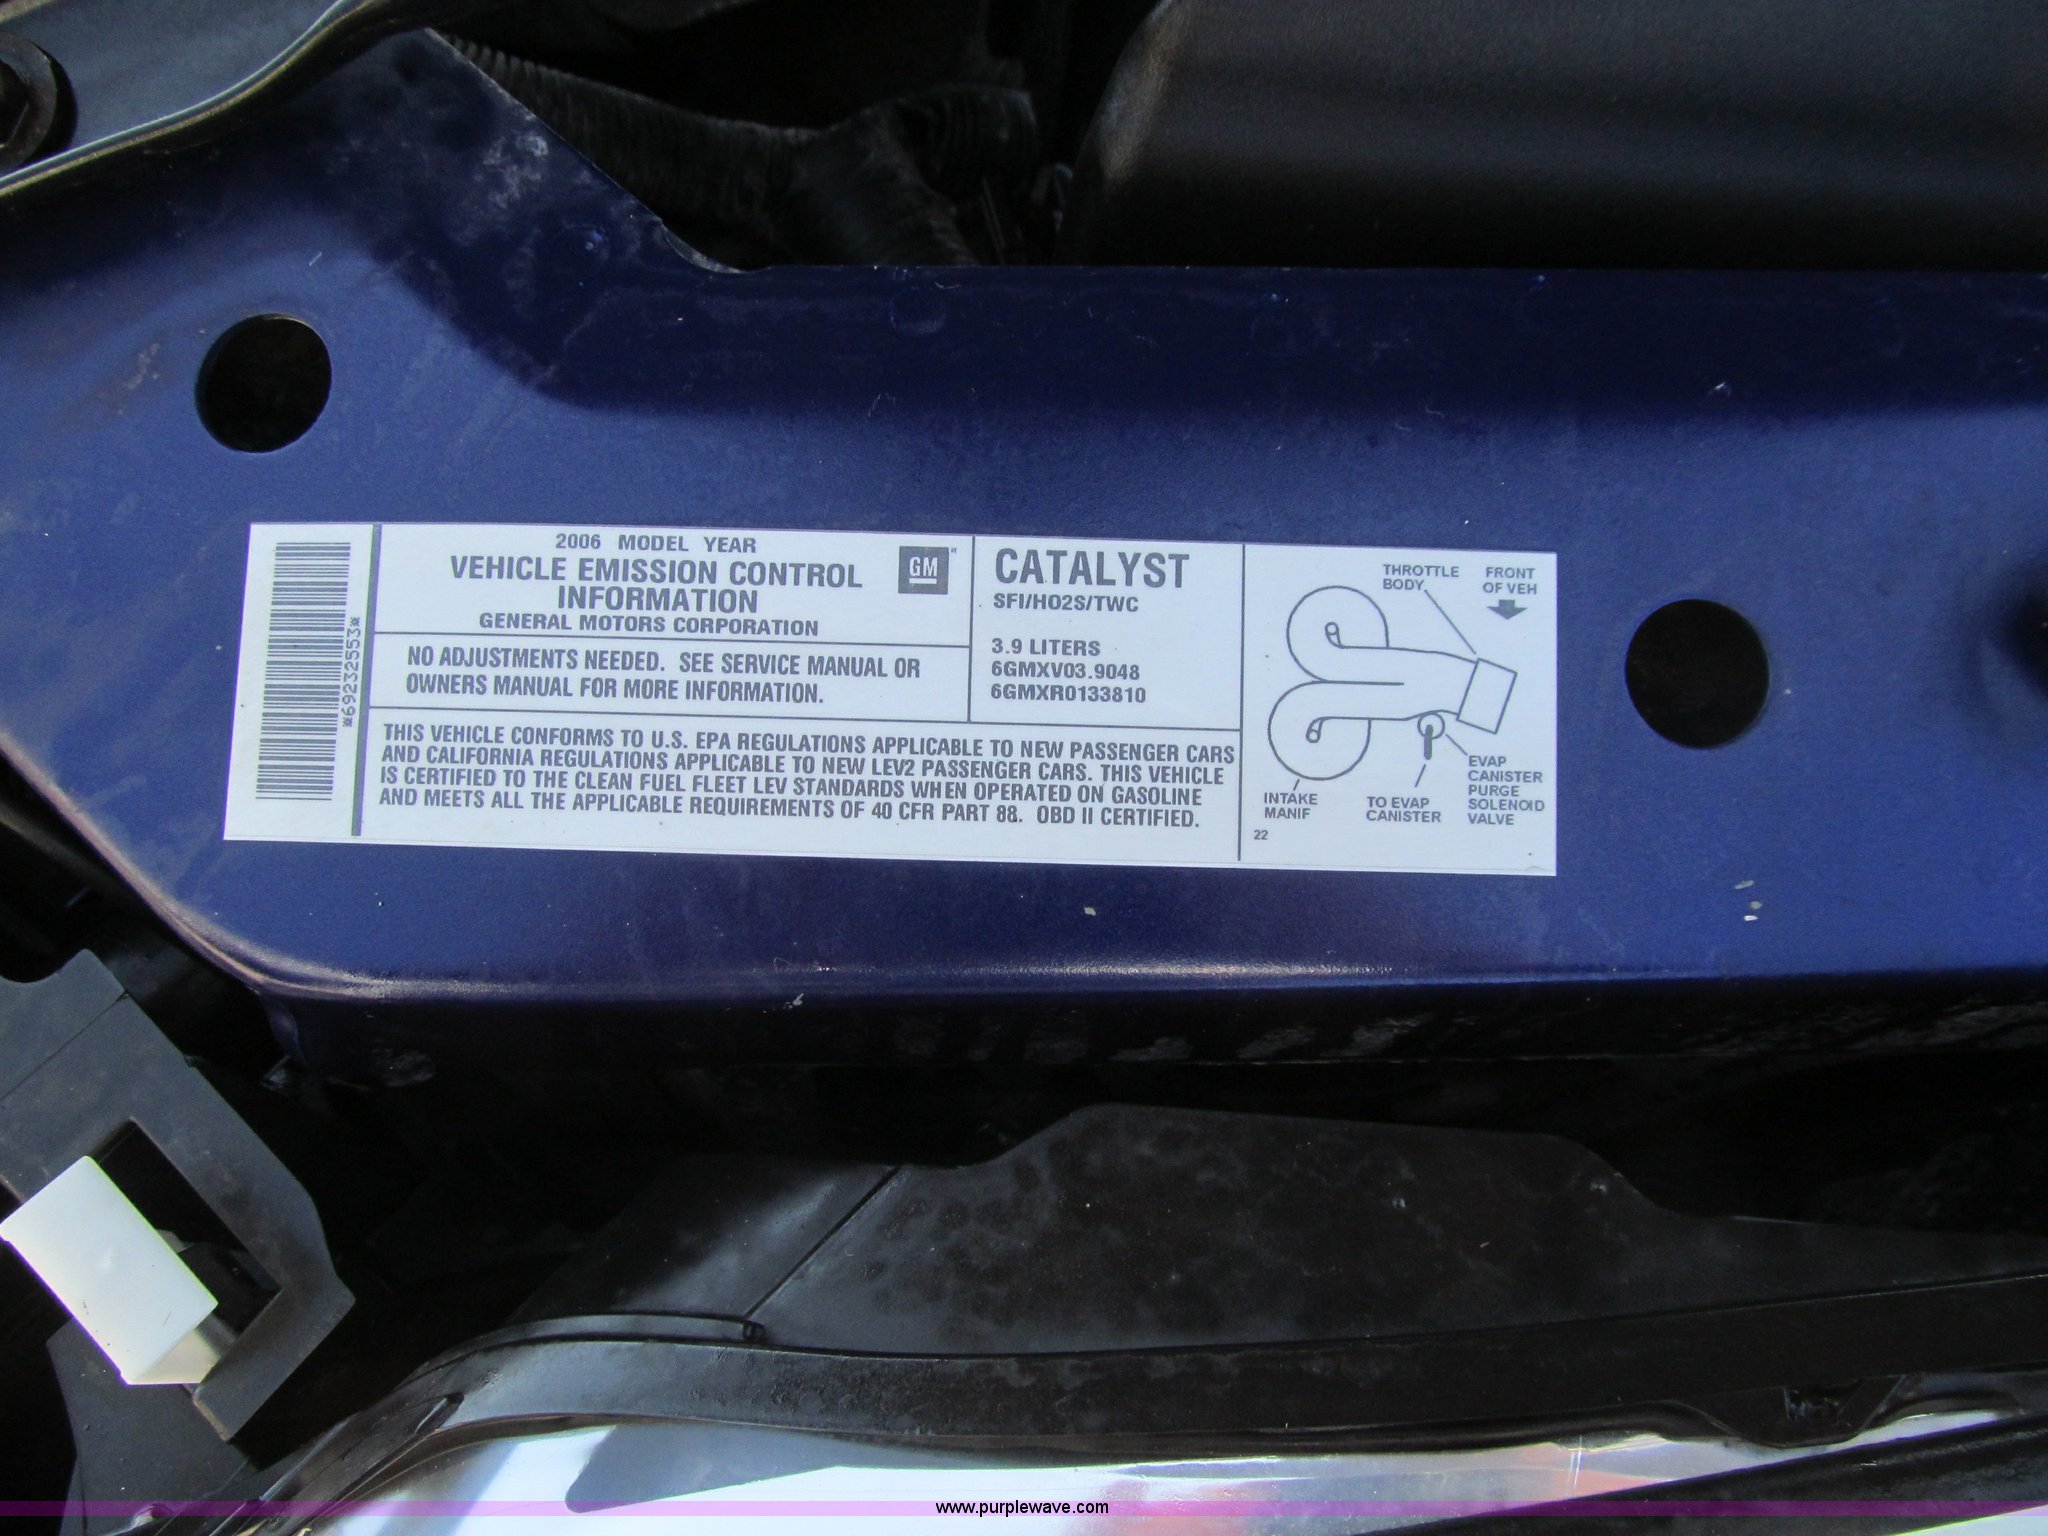 *69232553*
2006 MODEL YEAR
VEHICLE EMISSION CONTROL
INFORMATION
GENERAL MOTORS CORPORATION
GM
NO ADJUSTMENTS NEEDED. SEE SERVICE MANUAL OR
OWNERS MANUAL FOR MORE INFORMATION.
CATALYST
SFI/HO2S/TWC
3.9 LITERS
6GMXV03.9048
6GMXR0133810
THIS VEHICLE CONFORMS TO U.S. EPA REGULATIONS APPLICABLE TO NEW PASSENGER CARS
AND CALIFORNIA REGULATIONS APPLICABLE TO NEW LEV2 PASSENGER CARS. THIS VEHICLE
IS CERTIFIED TO THE CLEAN FUEL FLEET LEV STANDARDS WHEN OPERATED ON GASOLINE
AND MEETS ALL THE APPLICABLE REQUIREMENTS OF 40 CFR PART 88. OBD II CERTIFIED.
THROTTLE
BODY
FRONT
OF VEH
INTAKE
MANIF
TO EVAP
CANISTER
EVAP
CANISTER
PURGE
SOLENOID
VALVE
22
www.purplewave.com